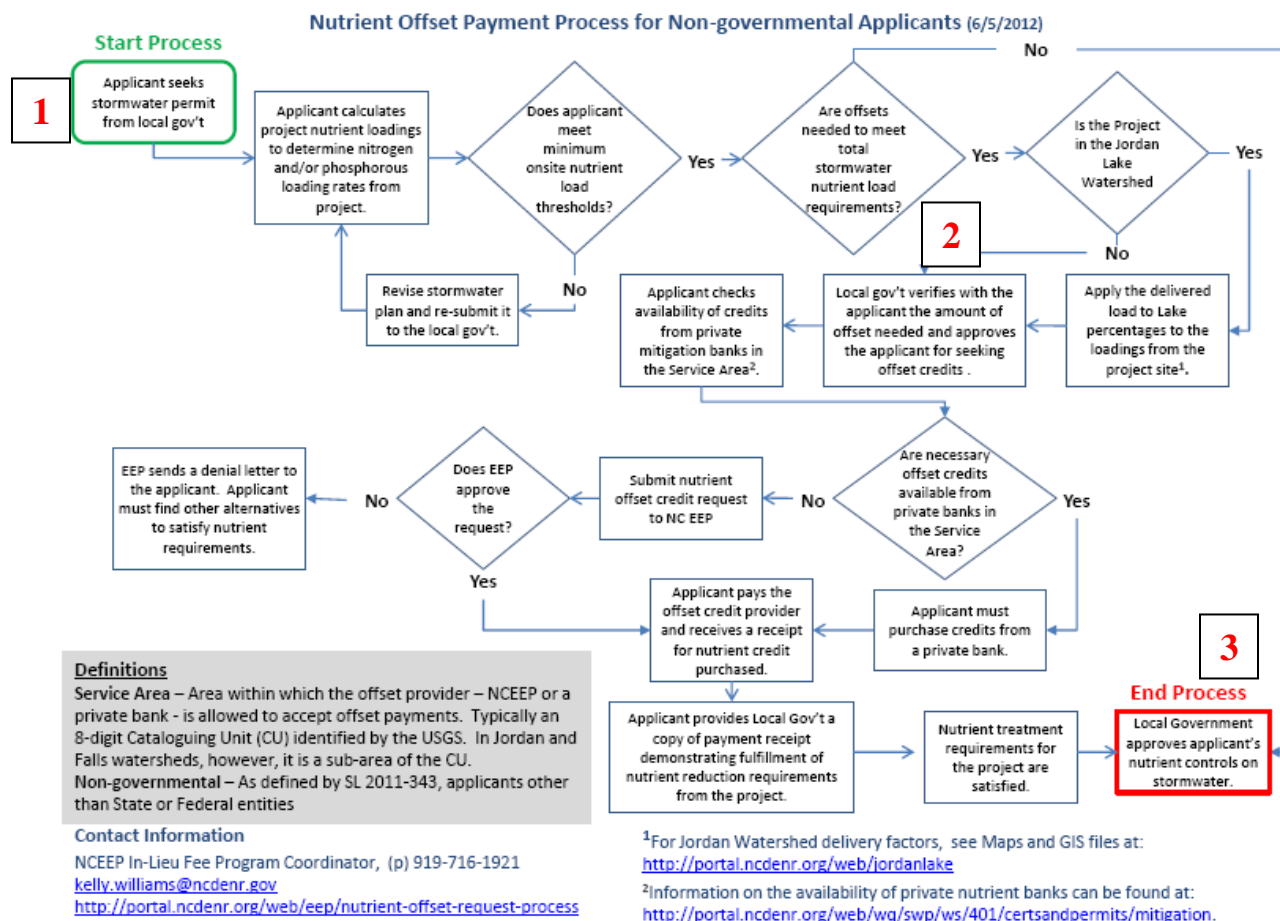 Nutrient Offset Payment Process for Non-governmental Applicants (6/5/2012)
Start Process
1
Applicant seeks
stormwater permit
from local gov't
Applicant calculates
project nutrient loadings
to determine nitrogen
and/or phosphorous
loading rates from
project.
Does applicant
meet
minimum
onsite nutrient
load
thresholds?
Yes
No
Revise stormwater
plan and re-submit it
to the local gov't.
Are offsets
needed to meet
total
stormwater
nutrient load
requirements?
No
Yes
Is the Project
in the Jordan
Lake
Watershed
Yes
No
2
Apply the delivered
load to Lake
percentages to the
loadings from the
project site1.
Local gov't verifies with the
applicant the amount of
offset needed and approves
the applicant for seeking
offset credits .
Applicant checks
availability of credits
from private
mitigation banks in
the Service Area2.
Are necessary
offset credits
available from
private banks in
the Service
Area?
No
Yes
Submit nutrient
offset credit request
to NC EEP
Does EEP
approve
the
request?
No
Yes
EEP sends a denial letter to
the applicant. Applicant
must find other alternatives
to satisfy nutrient
requirements.
Applicant must
purchase credits from
a private bank.
Applicant pays the
offset credit provider
and receives a receipt
for nutrient credit
purchased.
Applicant provides Local Gov't a
copy of payment receipt
demonstrating fulfillment of
nutrient reduction requirements
from the project.
Nutrient treatment
requirements for
the project are
satisfied.
3
End Process
Local Government
approves applicant's
nutrient controls on
stormwater.
Definitions
Service Area – Area within which the offset provider – NCEEP or a
private bank - is allowed to accept offset payments. Typically an
8-digit Cataloguing Unit (CU) identified by the USGS. In Jordan and
Falls watersheds, however, it is a sub-area of the CU.
Non-governmental – As defined by SL 2011-343, applicants other
than State or Federal entities
Contact Information
NCEEP In-Lieu Fee Program Coordinator, (p) 919-716-1921
kelly.williams@ncdenr.gov
http://portal.ncdenr.org/web/eep/nutrient-offset-request-process
1For Jordan Watershed delivery factors, see Maps and GIS files at:
http://portal.ncdenr.org/web/jordanlake
2Information on the availability of private nutrient banks can be found at:
http://portal.ncdenr.org/web/wq/swp/ws/401/certsandpermits/mitigation.